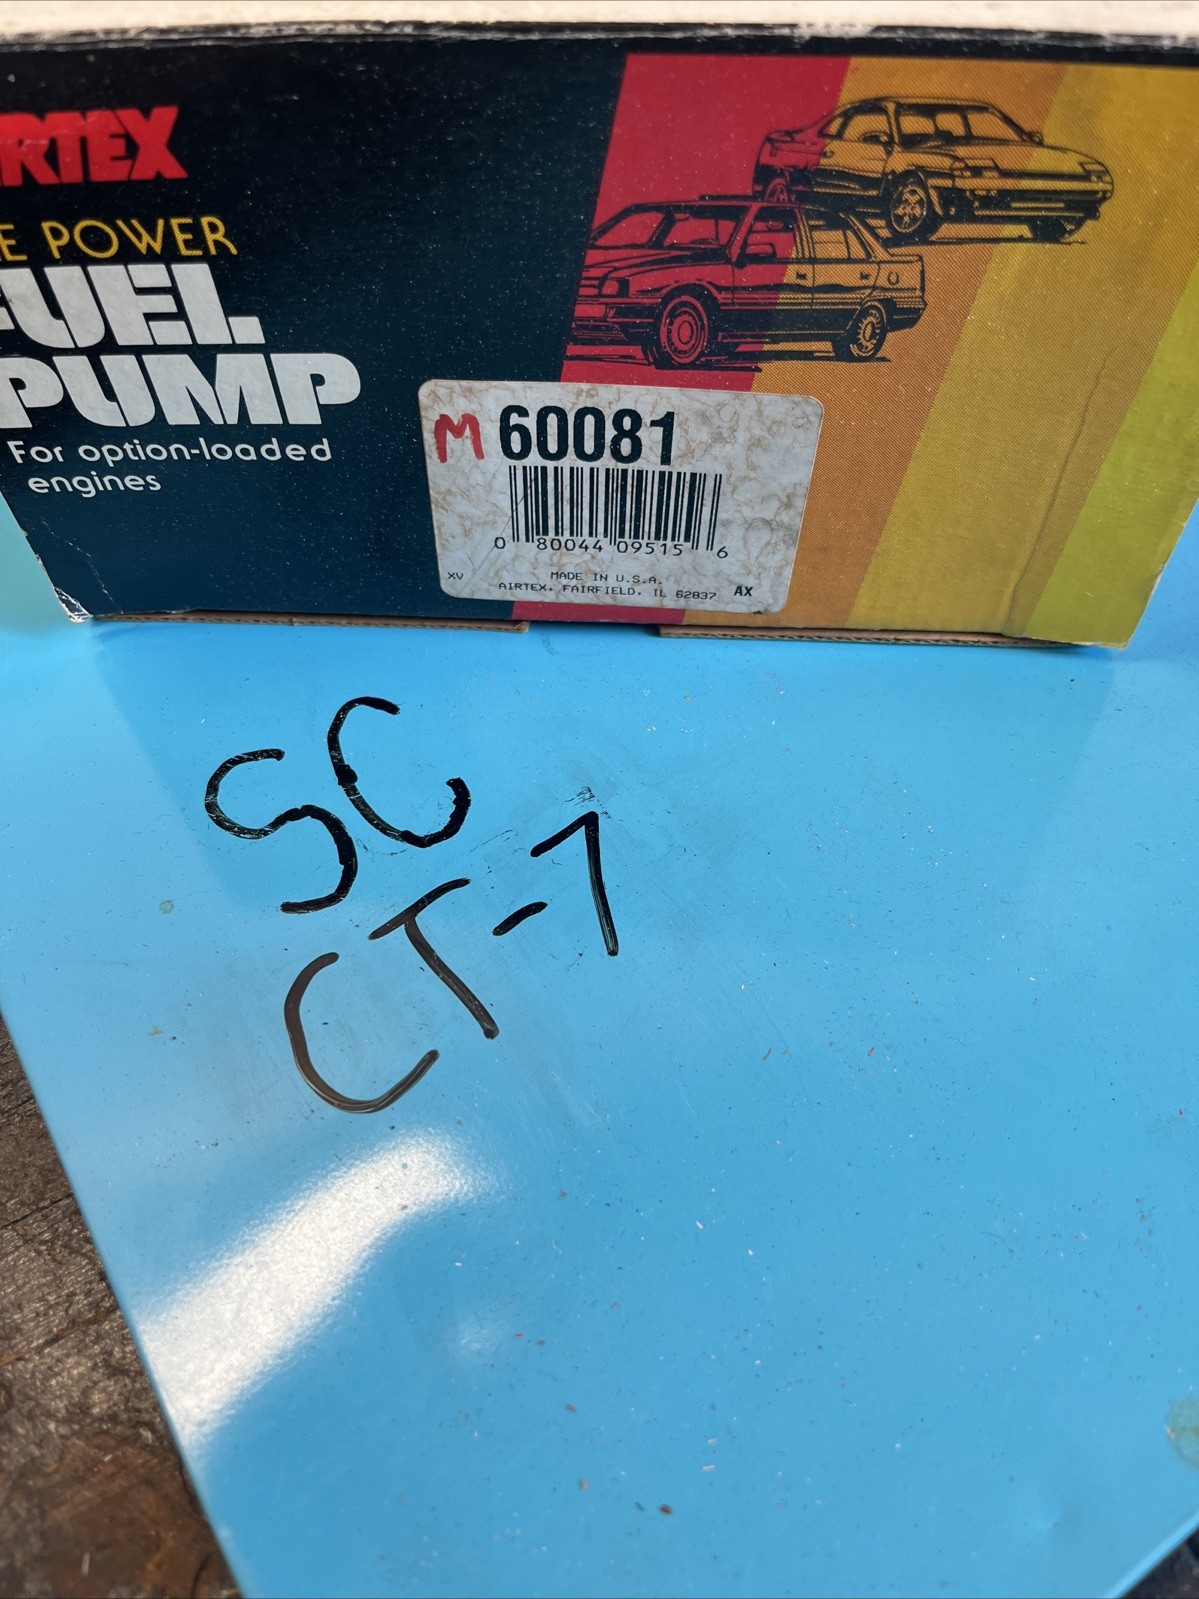 RTEX
E POWER
FUEL
PUMP
For option-loaded
engines
M 60081
0 80044 09515 6
XV MADE IN U.S.A.
AIRTEX, FAIRFIELD, IL 62837 AX
SC
CT-7